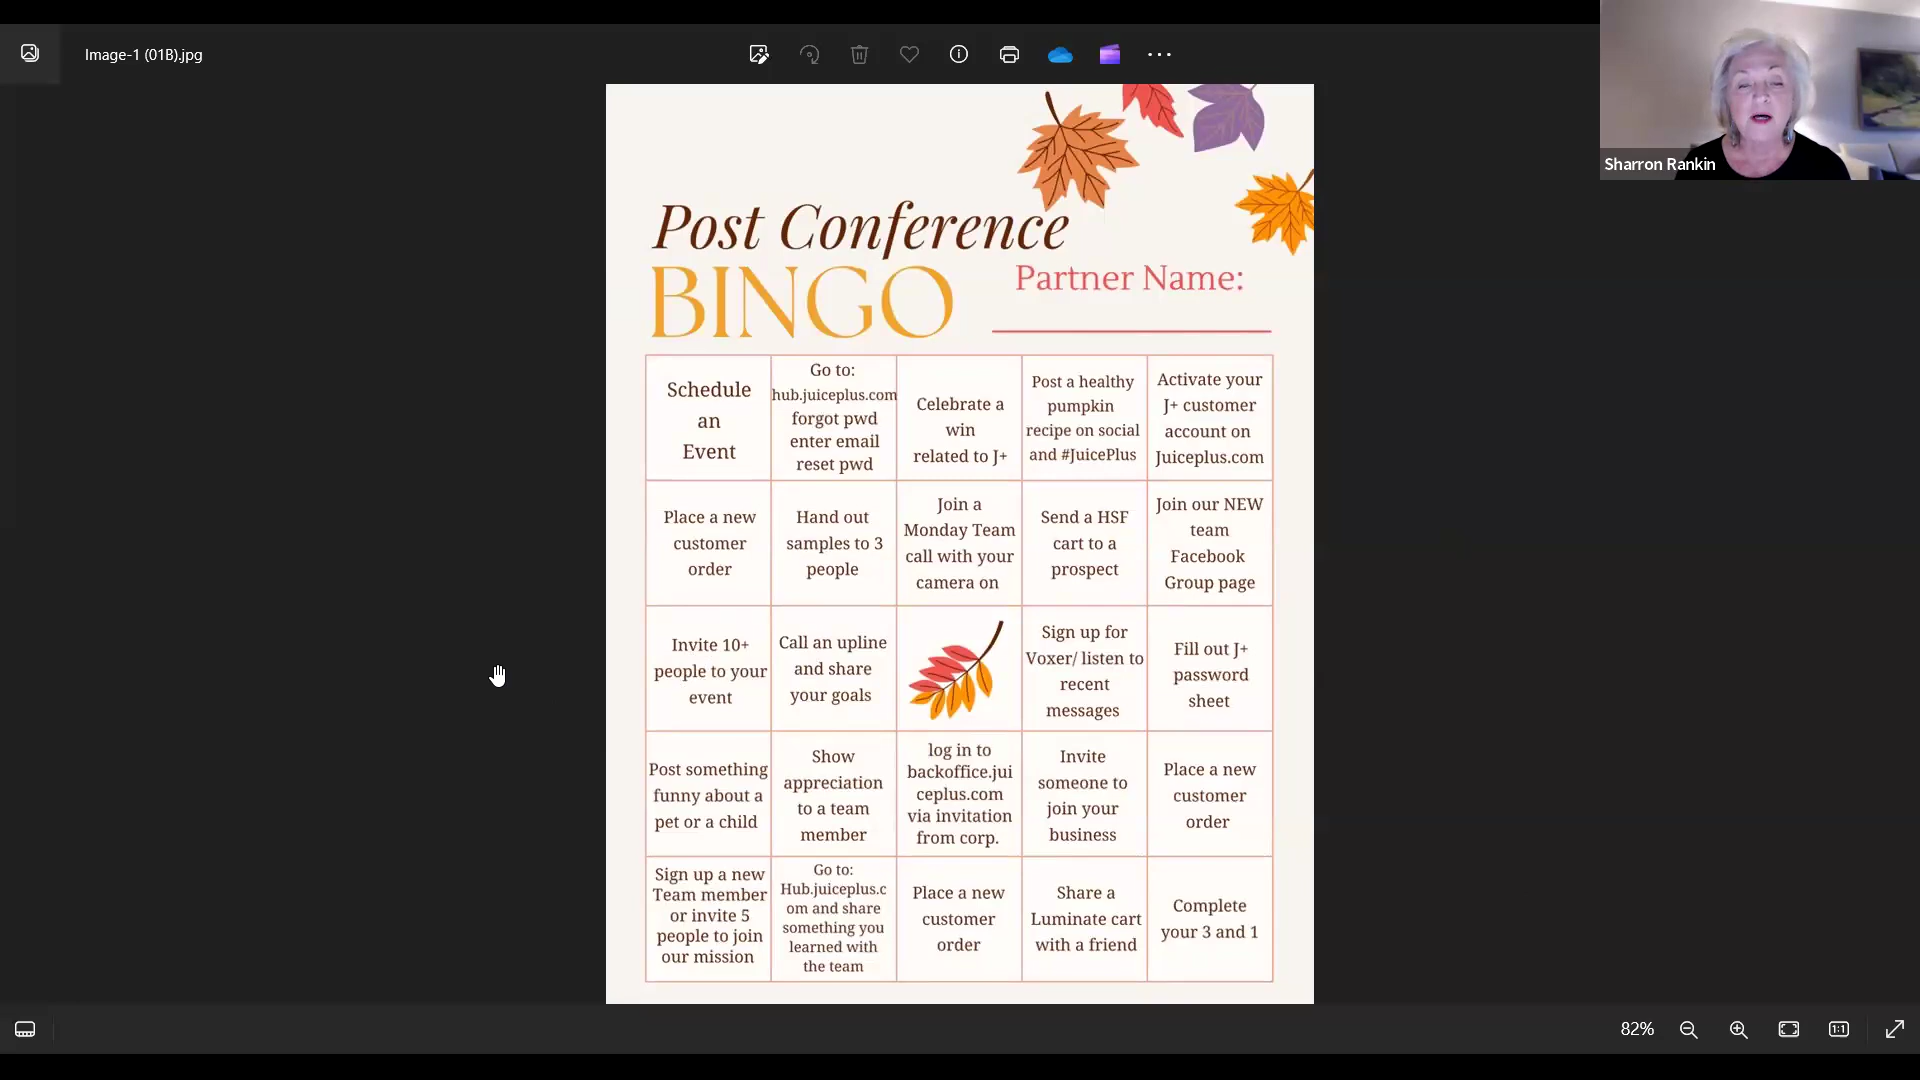 Image-1 (01B).jpg
Sharron Rankin
Post Conference
BINGO
Partner Name:
Schedule
an
Event
Go to:
hub.juiceplus.com
forgot pwd
enter email
reset pwd
Celebrate a
win
related to J+
Post a healthy
pumpkin
recipe on social
and #JuicePlus
Activate your
J+ customer
account on
Juiceplus.com
Place a new
customer
order
Hand out
samples to 3
people
Join a
Monday Team
call with your
camera on
Send a HSF
cart to a
prospect
Join our NEW
team
Facebook
Group page
Invite 10+
people to your
event
Call an upline
and share
your goals
Sign up for
Voxer/ listen to
recent
messages
Fill out J+
password
sheet
Post something
funny about a
pet or a child
Show
appreciation
to a team
member
log in to
backoffice.jui
ceplus.com
via invitation
from corp.
Invite
someone to
join your
business
Place a new
customer
order
Sign up a new
Team member
or invite 5
people to join
our mission
Go to:
Hub.juiceplus.c
om and share
something you
learned with
the team
Place a new
customer
order
Share a
Luminate cart
with a friend
Complete
your 3 and 1
82%
1:1